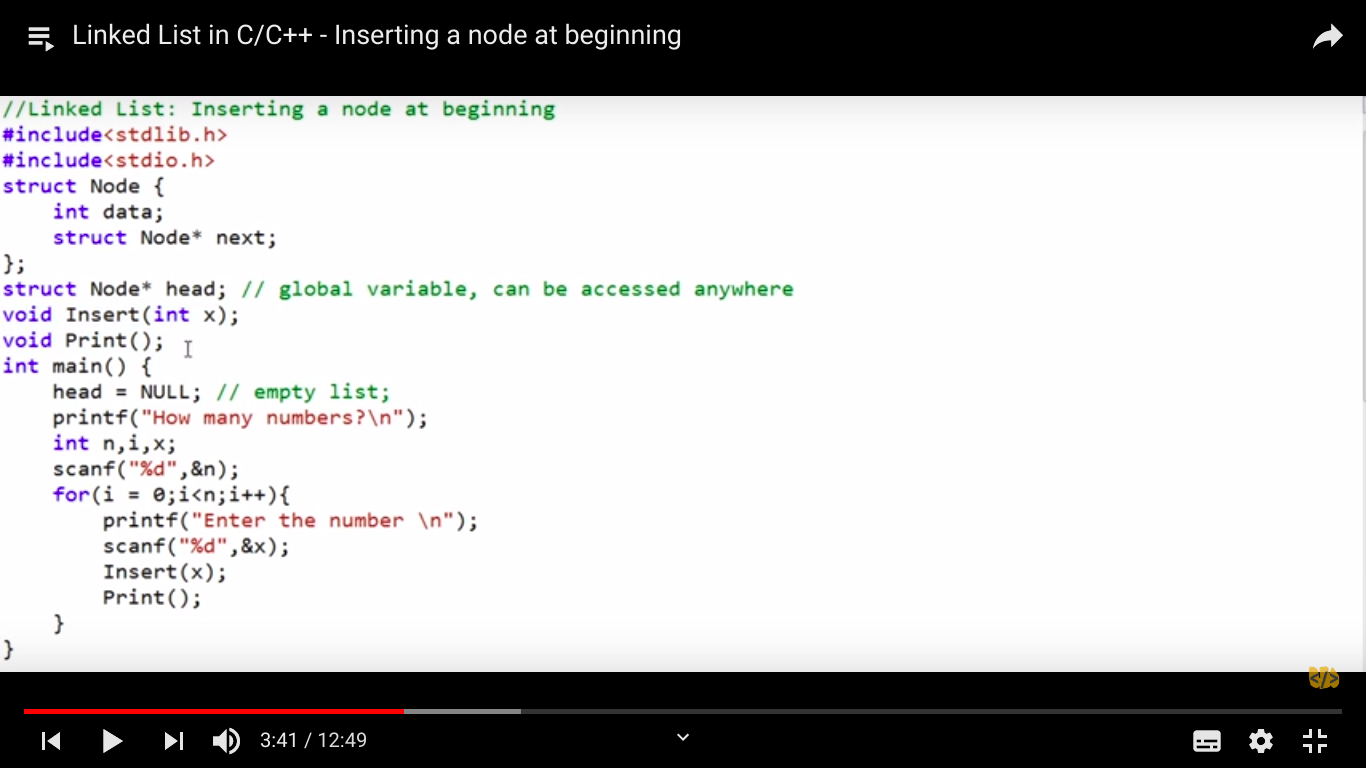 Linked List in C/C++ - Inserting a node at beginning
//Linked List: Inserting a node at beginning
#include<stdlib.h>
#include<stdio.h>
struct Node {
    int data;
    struct Node* next;
};
struct Node* head; // global variable, can be accessed anywhere
void Insert(int x);
void Print();
int main() {
    head = NULL; // empty list;
    printf("How many numbers?\n");
    int n,i,x;
    scanf("%d",&n);
    for(i = 0;i<n;i++){
        printf("Enter the number \n");
        scanf("%d",&x);
        Insert(x);
        Print();
    }
}
</>
3:41 / 12:49